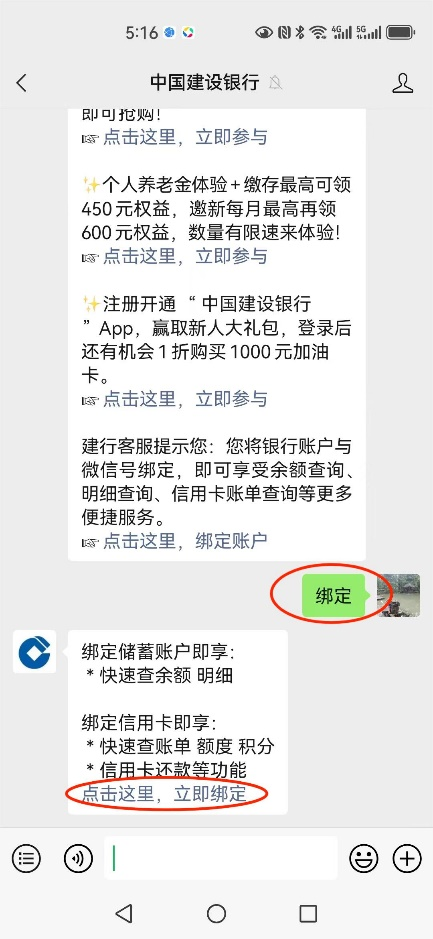 5:16
4G 5G
中国建设银行
即可抢购!
☞点击这里，立即参与
✨个人养老金体验+缴存最高可领
450元权益，邀新每月最高再领
600元权益，数量有限速来体验!
☞点击这里，立即参与
✨注册开通 “ 中国建设银行
”App，赢取新人大礼包，登录后
还有机会1折购买1000元加油
卡。
☞点击这里，立即参与
建行客服提示您：您将银行账户与
微信号绑定，即可享受余额查询、
明细查询、信用卡账单查询等更多
便捷服务。
☞点击这里，绑定账户
绑定
绑定储蓄账户即享：
* 快速查余额 明细
绑定信用卡即享：
* 快速查账单 额度 积分
* 信用卡还款等功能
点击这里，立即绑定